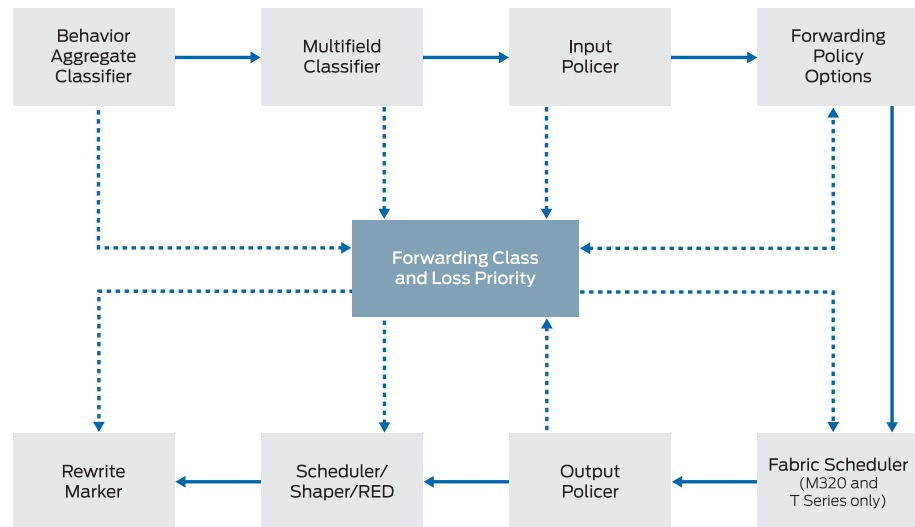 Behavior
Aggregate
Classifier
Multifield
Classifier
Input
Policer
Forwarding
Policy
Options
Forwarding Class
and Loss Priority
Rewrite
Marker
Scheduler/
Shaper/RED
Output
Policer
Fabric Scheduler
(M320 and
T Series only)